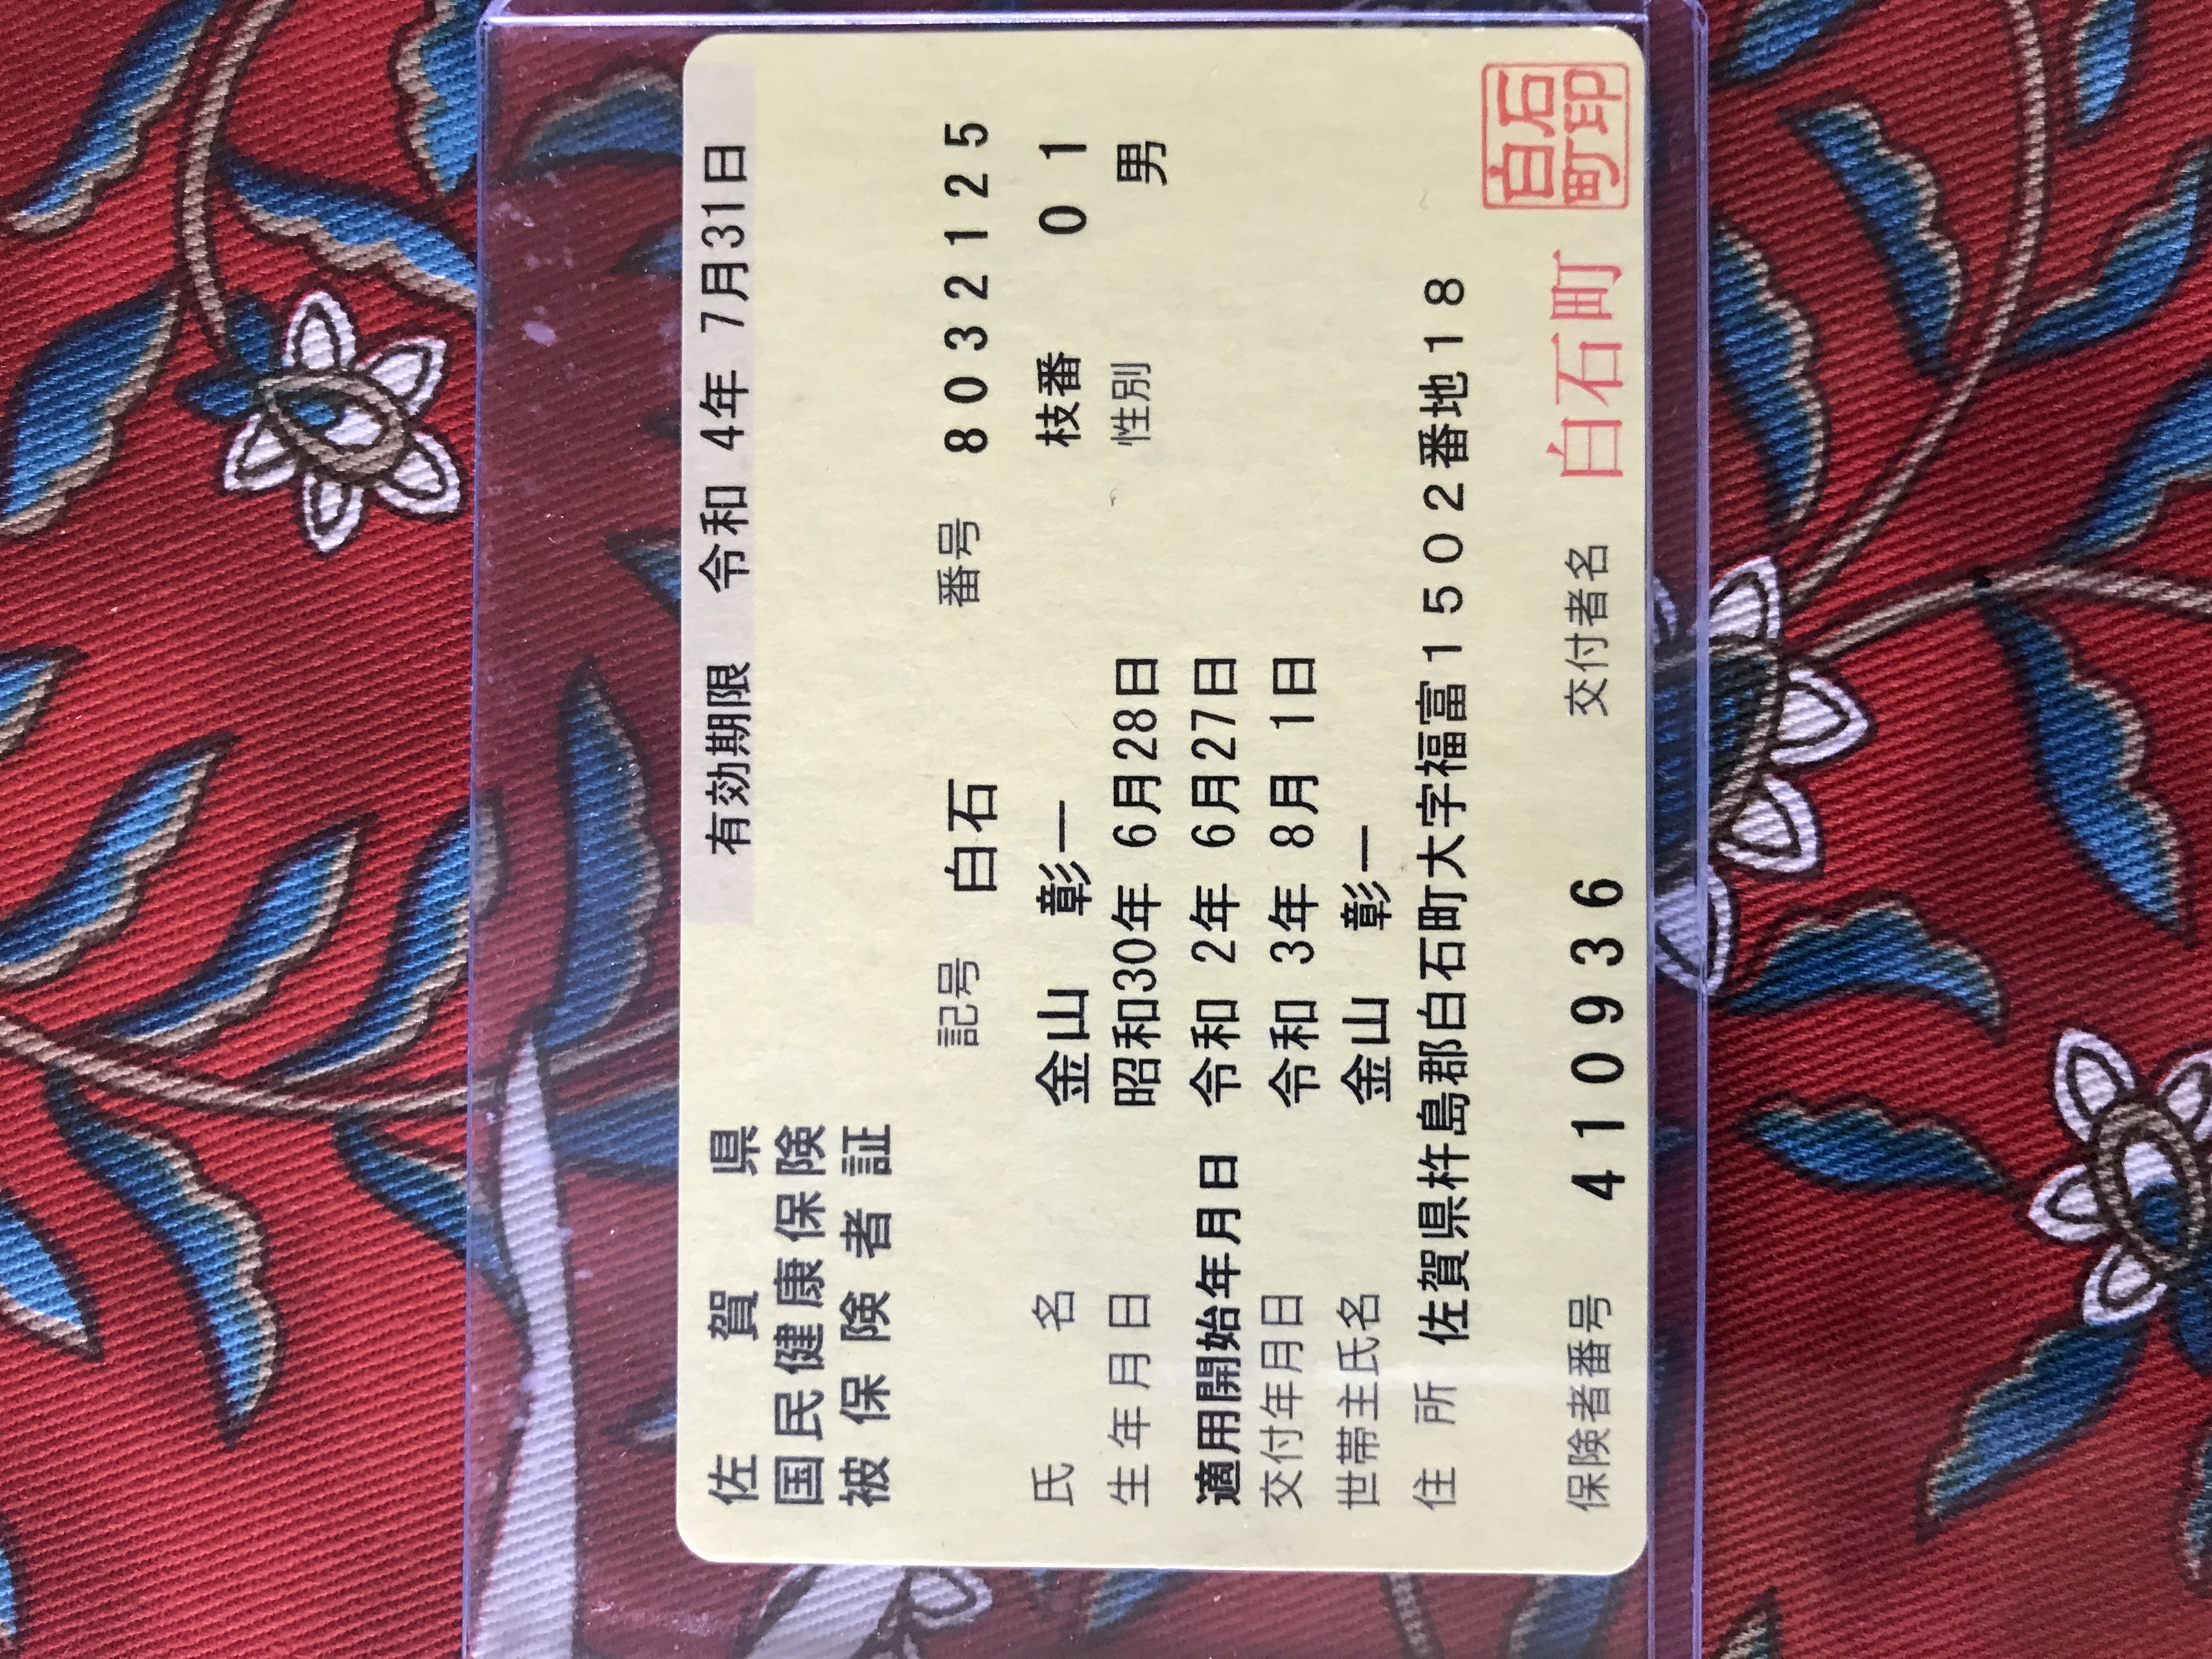 佐賀県
国民健康保険
被保険者証
有効期限 令和 4年 7月31日
記号 白石 番号 8032125
氏名 金山 彰一 枝番 01
生年月日 昭和30年 6月28日 性別 男
適用開始年月日 令和 2年 6月27日
交付年月日 令和 3年 8月 1日
世帯主氏名 金山 彰一
住所 佐賀県杵島郡白石町大字福富1502番地18
保険者番号 410936 交付者名 白石町
白石町印